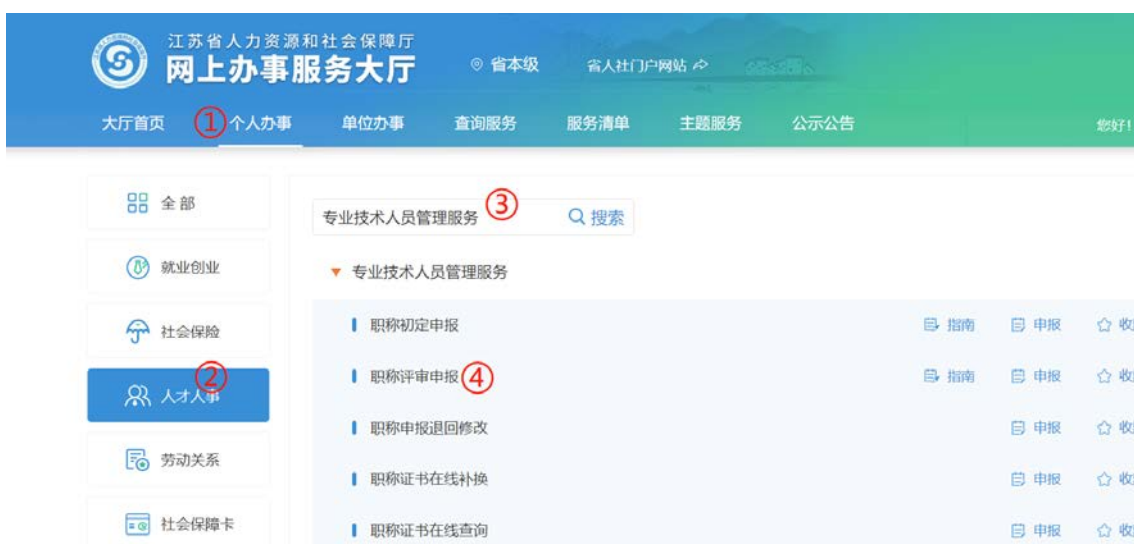 江苏省人力资源和社会保障厅
网上办事服务大厅
省本级
省人社门户网站
大厅首页 ① 个人办事 单位办事 查询服务 服务清单 主题服务 公示公告 您好!
全部
就业创业
社会保险
② 人才人事
劳动关系
社会保障卡
专业技术人员管理服务 ③ 搜索
专业技术人员管理服务
职称初定申报 指南 申报 收
职称评审申报 ④ 指南 申报 收
职称申报退回修改 申报 收
职称证书在线补换 申报 收
职称证书在线查询 申报 收